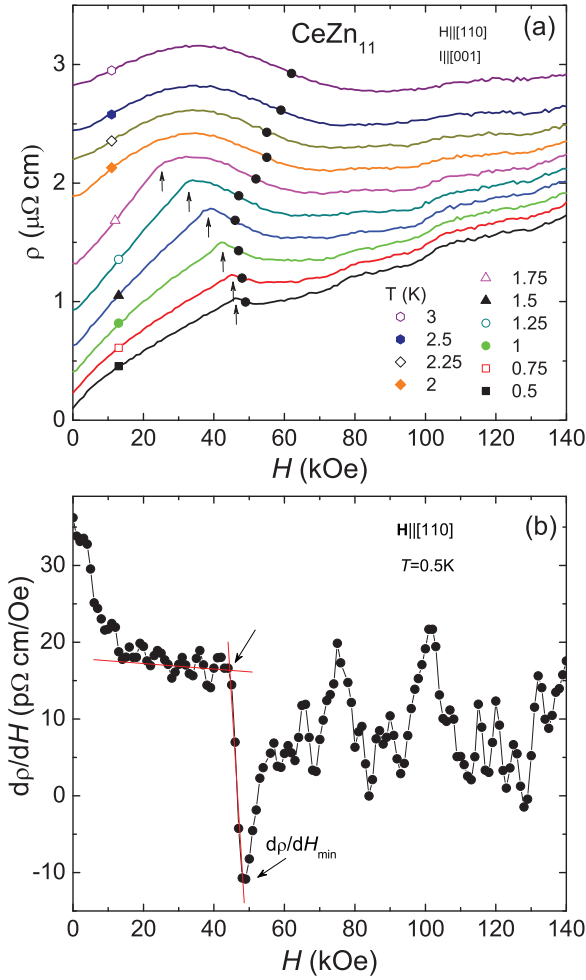 (a)
CeZn11
H||[110]
I||[001]
ρ (μΩ cm)
3
2
1
0
T (K)
3
2.5
2.25
2
1.75
1.5
1.25
1
0.75
0.5
0 20 40 60 80 100 120 140
H (kOe)
(b)
H||[110]
T=0.5K
dρ/dH (pΩ cm/Oe)
30
20
10
0
-10
dρ/dHmin
0 20 40 60 80 100 120 140
H (kOe)